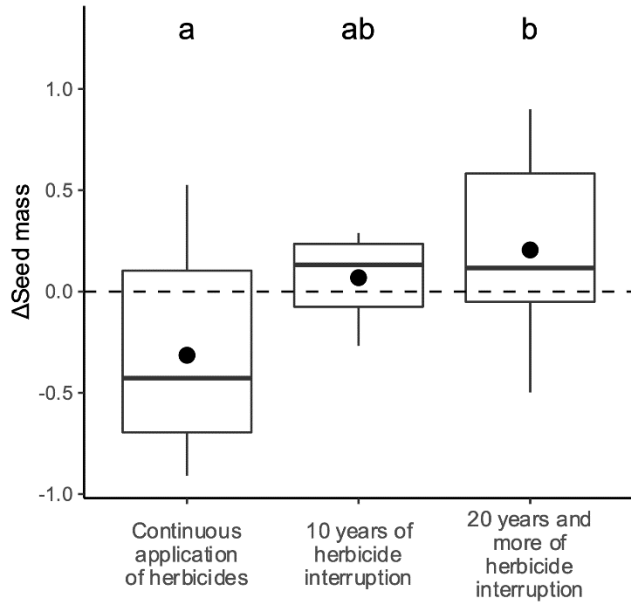 a ab b
1.0
0.5
0.0
-0.5
-1.0
ΔSeed mass
Continuous
application
of herbicides
10 years of
herbicide
interruption
20 years and
more of
herbicide
interruption